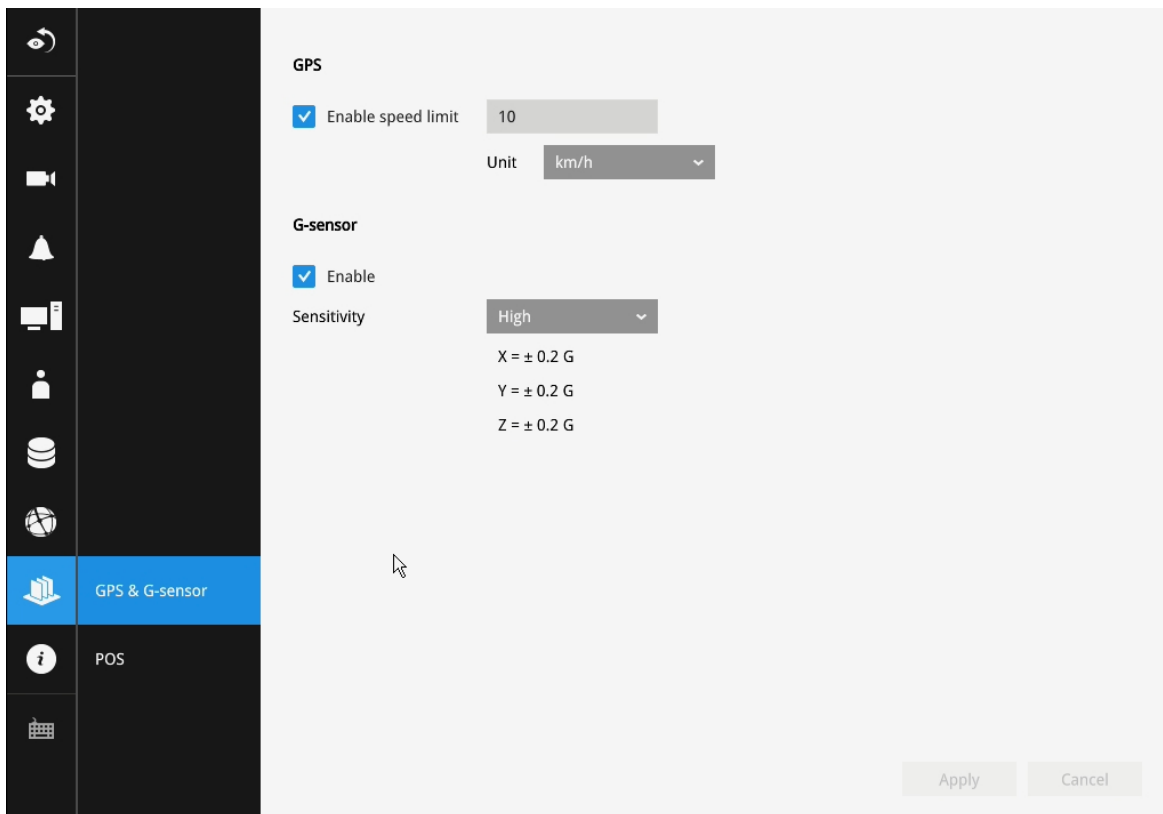 GPS
Enable speed limit 10
Unit km/h
G-sensor
Enable
Sensitivity High
X = ± 0.2 G
Y = ± 0.2 G
Z = ± 0.2 G
GPS & G-sensor
POS
Apply Cancel